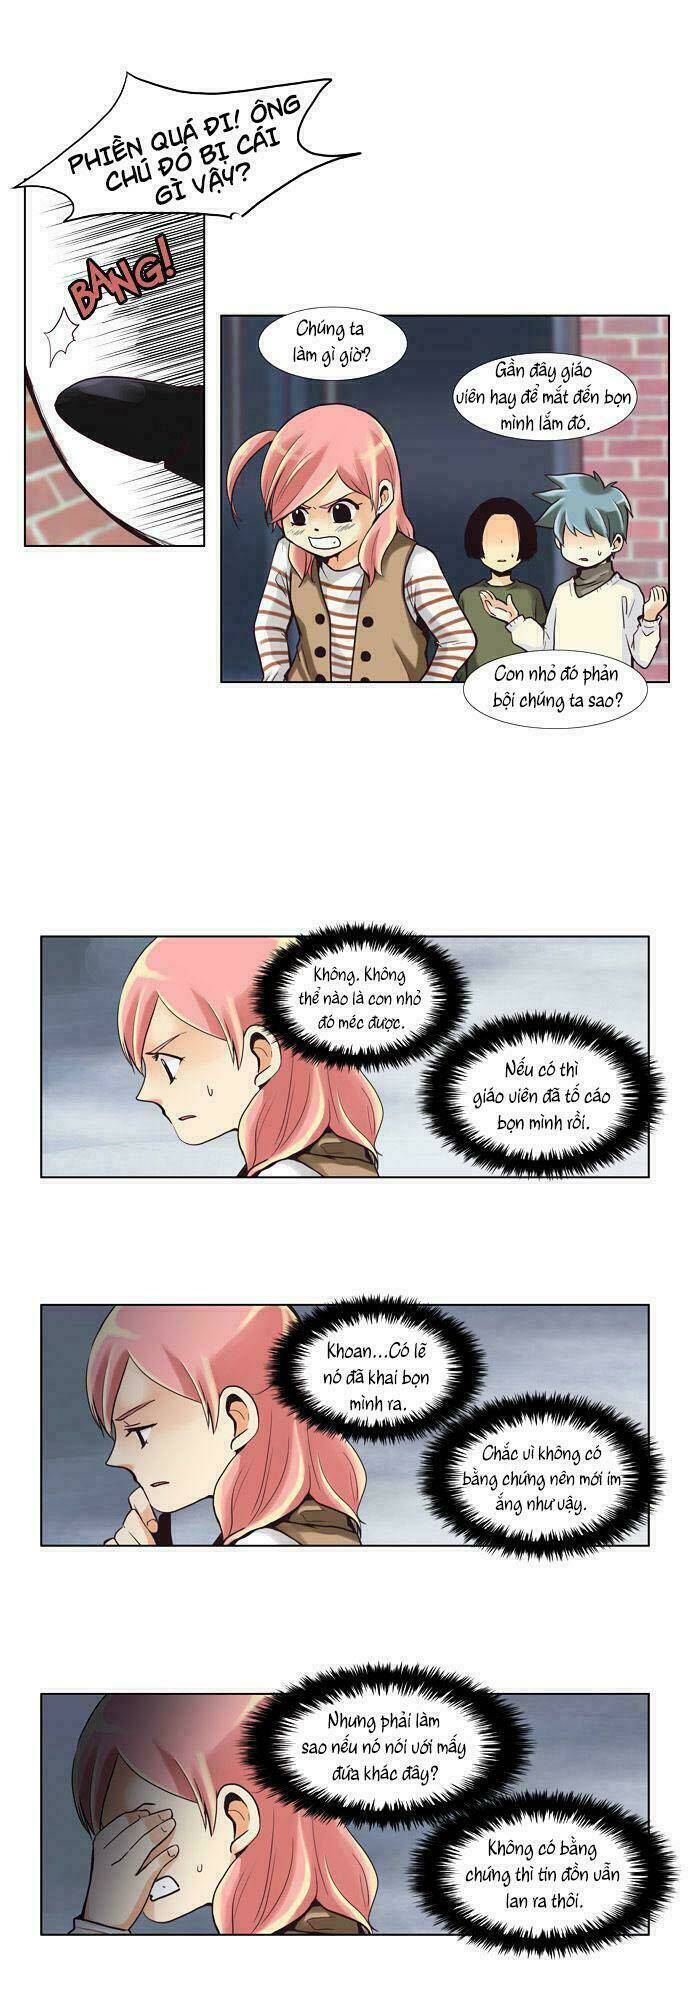 PHIỀN QUÁ ĐI! ÔNG
CHÚ ĐÓ BỊ CÁI
GÌ VẬY?
BANG!
Chúng ta
làm gì giờ?
Gần đây giáo
viên hay để mắt đến bọn
mình lắm đó.
Con nhỏ đó phản
bội chúng ta sao?
Không. Không
thể nào là con nhỏ
đó méc được.
Nếu có thì
giáo viên đã tố cáo
bọn mình rồi.
Khoan...Có lẽ
nó đã khai bọn
mình ra.
Chắc vì không có
bằng chứng nên mới im
ắng như vậy.
Nhưng phải làm
sao nếu nó nói với mấy
đứa khác đây?
Không có bằng
chứng thì tin đồn vẫn
lan ra thôi.